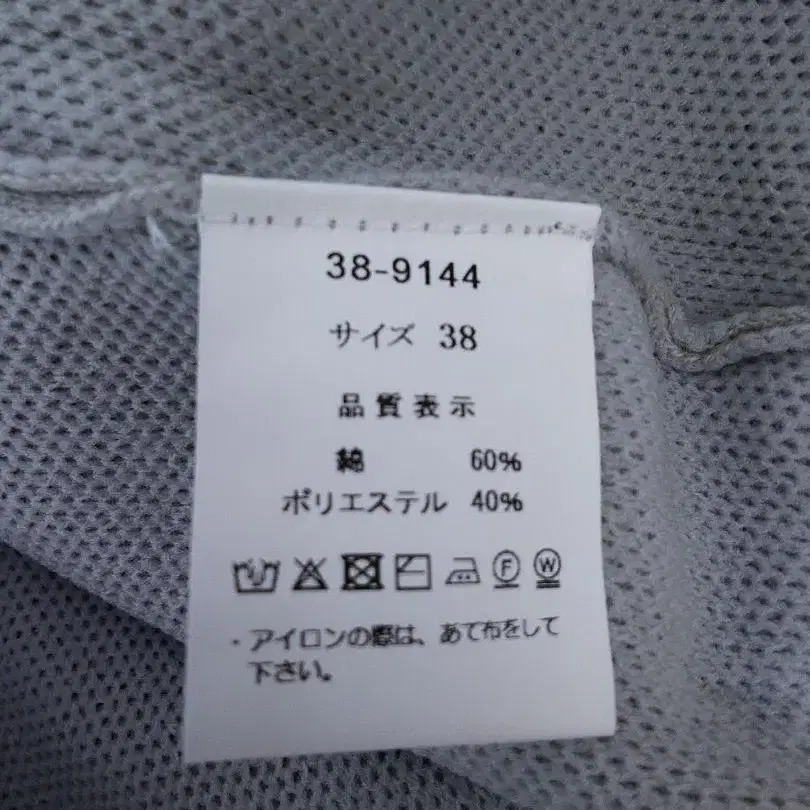 38-9144
サイズ 38
品質表示
綿 60%
ポリエステル 40%
F W
・アイロンの際は、あて布をして
下さい。